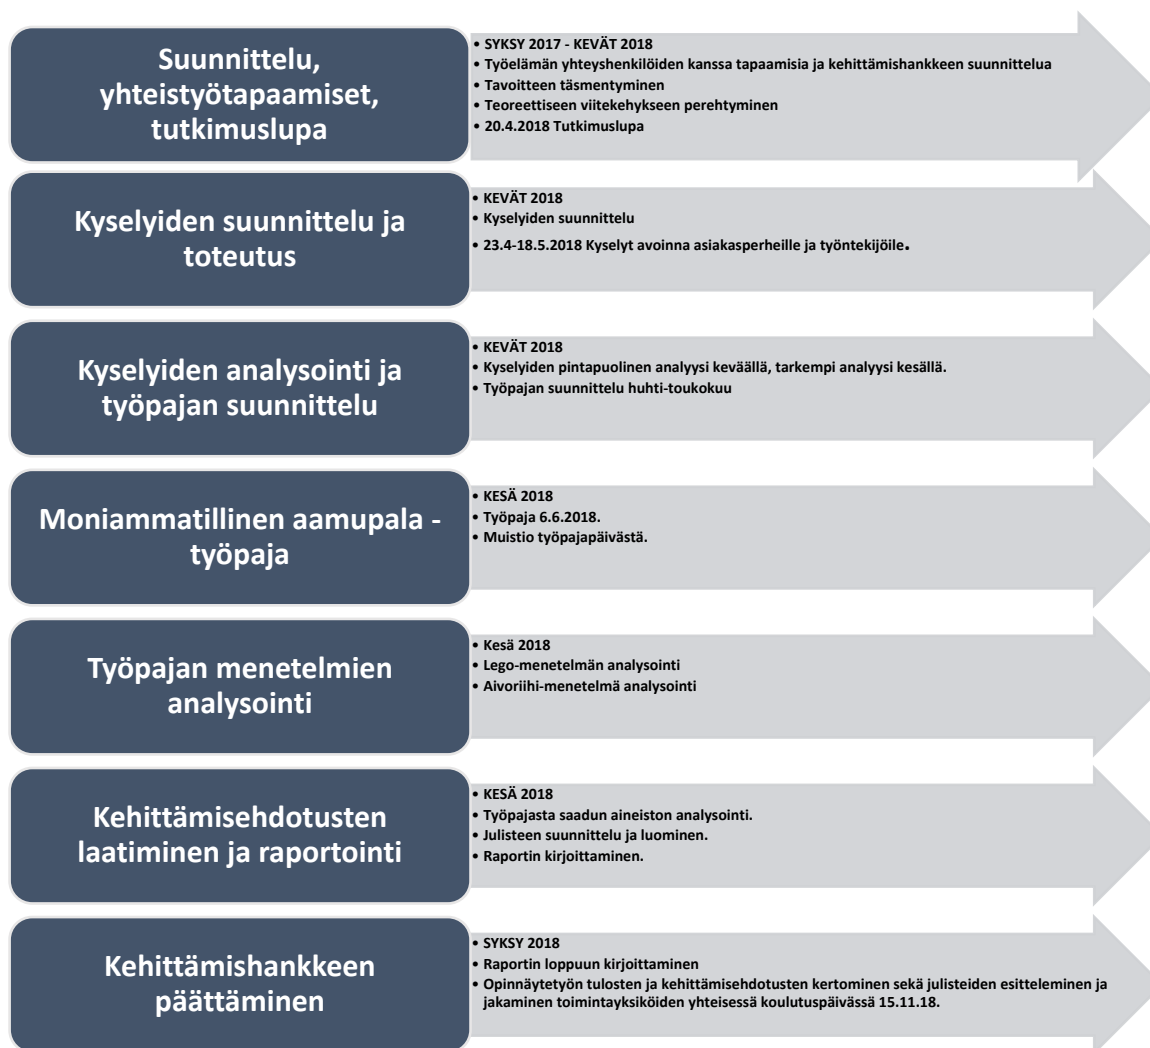 Suunnittelu,
yhteistyötapaamiset,
tutkimuslupa
• SYKSY 2017 - KEVÄT 2018
• Työelämän yhteyshenkilöiden kanssa tapaamisia ja kehittämishankkeen suunnittelua
• Tavoitteen täsmentyminen
• Teoreettiseen viitekehykseen perehtyminen
• 20.4.2018 Tutkimuslupa
Kyselyiden suunnittelu ja
toteutus
• KEVÄT 2018
• Kyselyiden suunnittelu
• 23.4-18.5.2018 Kyselyt avoinna asiakasperheille ja työntekijöile.
Kyselyiden analysointi ja
työpajan suunnittelu
• KEVÄT 2018
• Kyselyiden pintapuolinen analyysi keväällä, tarkempi analyysi kesällä.
• Työpajan suunnittelu huhti-toukokuu
Moniammatillinen aamupala -
työpaja
• KESÄ 2018
• Työpaja 6.6.2018.
• Muistio työpajapäivästä.
Työpajan menetelmien
analysointi
• Kesä 2018
• Lego-menetelmän analysointi
• Aivoriihi-menetelmä analysointi
Kehittämisehdotusten
laatiminen ja raportointi
• KESÄ 2018
• Työpajasta saadun aineiston analysointi.
• Julisteen suunnittelu ja luominen.
• Raportin kirjoittaminen.
Kehittämishankkeen
päättäminen
• SYKSY 2018
• Raportin loppuun kirjoittaminen
• Opinnäytetyön tulosten ja kehittämisehdotusten kertominen sekä julisteiden esitteleminen ja
jakaminen toimintayksiköiden yhteisessä koulutuspäivässä 15.11.18.